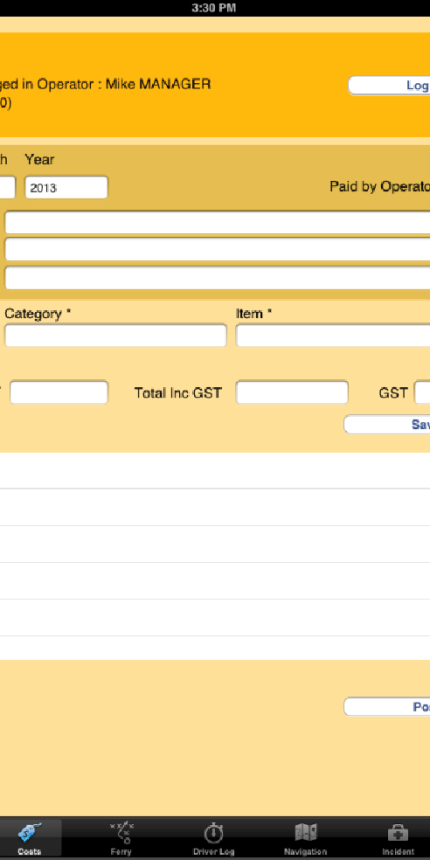 3:30 PM
ged in Operator : Mike MANAGER
0)
Log
h Year
2013
Paid by Operato
Category * Item *
Total Inc GST GST
Sav
Po
Costs Ferry Driver Log Navigation Incident